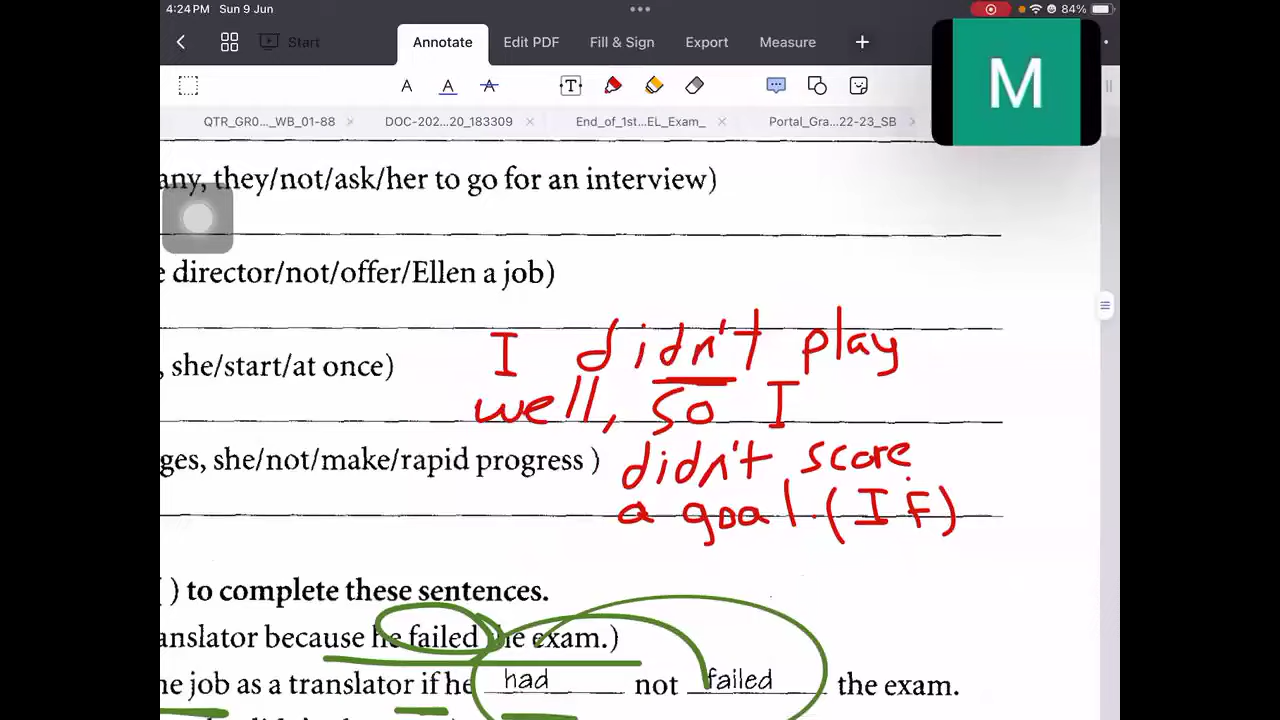 4:24 PM Sun 9 Jun 84%
Start Annotate Edit PDF Fill & Sign Export Measure
M
A A A T
QTR_GR0..._WB_01-88 × DOC-202...20_183309 × End_of_1st...EL_Exam_ × Portal_Gra...22-23_SB ×
any, they/not/ask/her to go for an interview)
director/not/offer/Ellen a job)
, she/start/at once)
I didn't play
well, so I
ges, she/not/make/rapid progress )
didn't score
a goal. (IF)
( ) to complete these sentences.
anslator because he failed the exam.)
he job as a translator if he had not failed the exam.